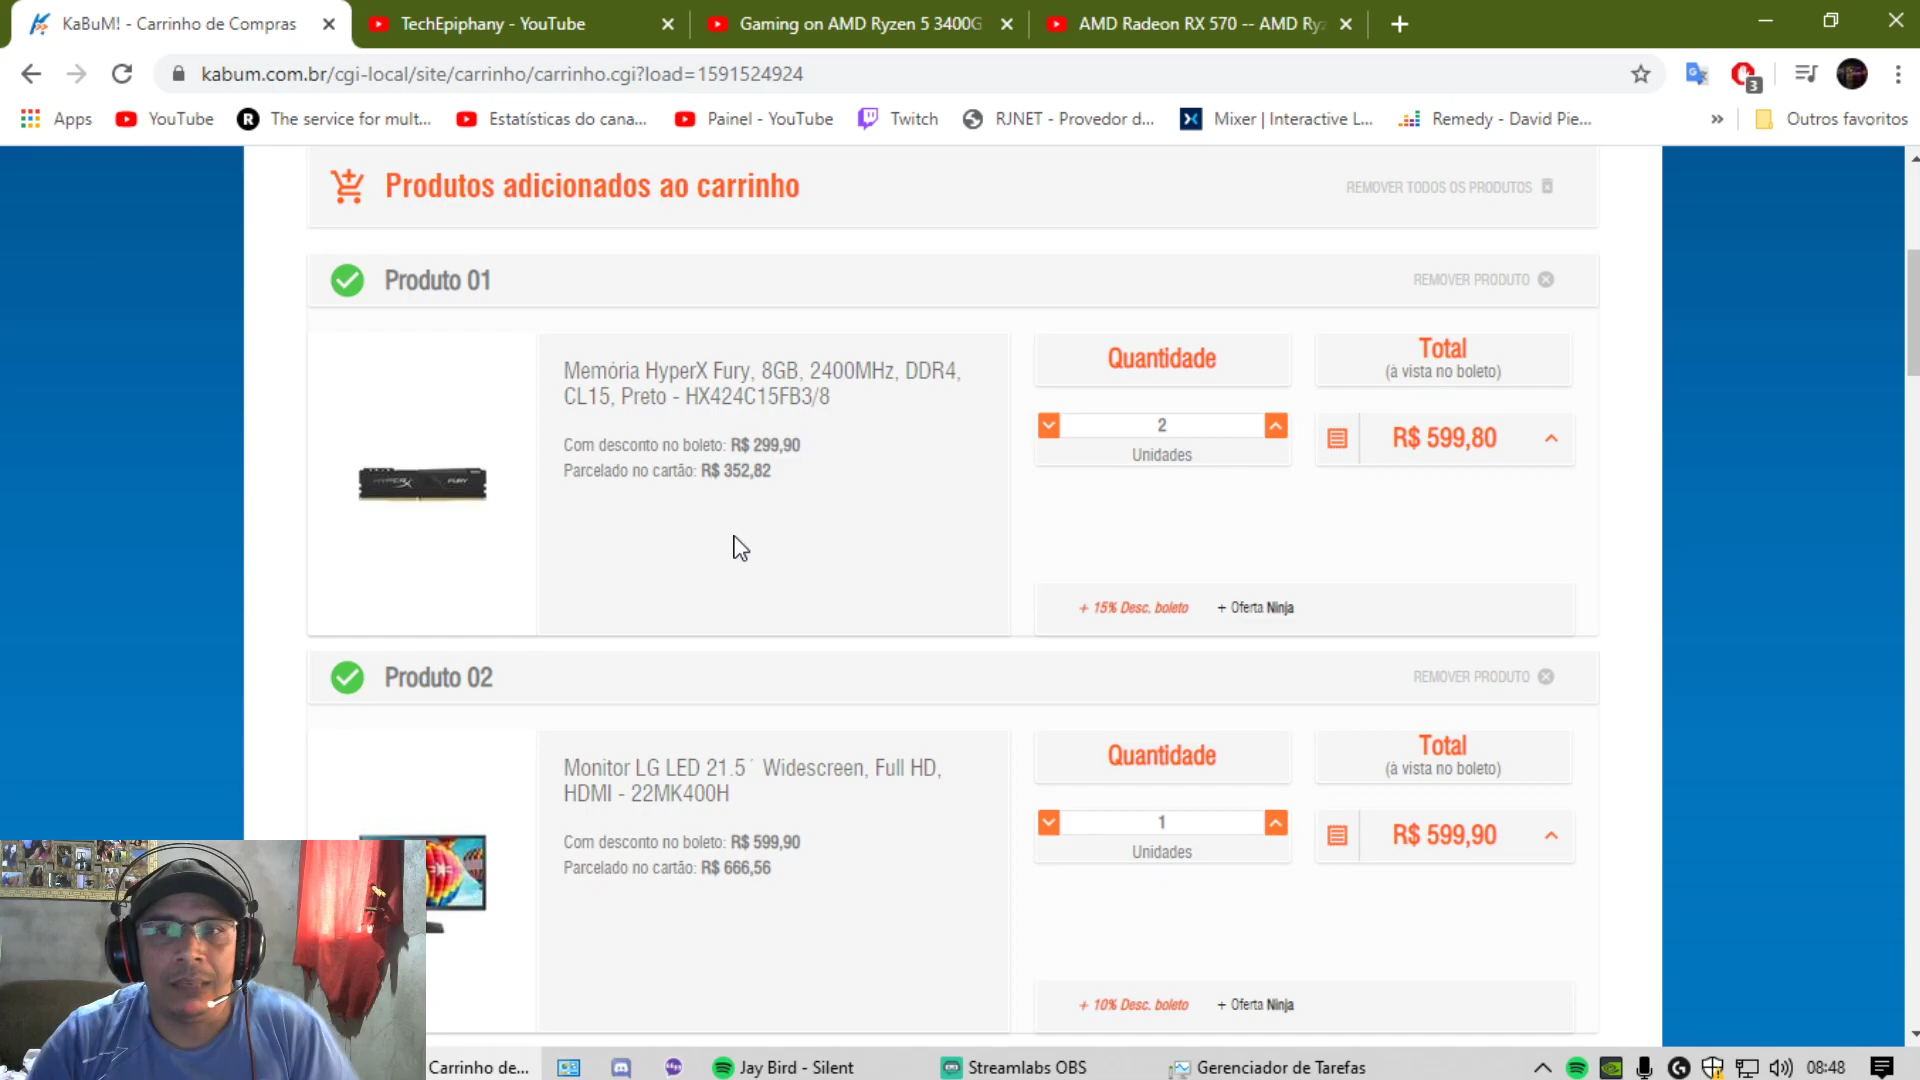 KaBuM! - Carrinho de Compras
TechEpiphany - YouTube
Gaming on AMD Ryzen 5 3400G
AMD Radeon RX 570 -- AMD Ry
kabum.com.br/cgi-local/site/carrinho/carrinho.cgi?load=1591524924
3
Apps
YouTube
The service for mult...
Estatísticas do cana...
Painel - YouTube
Twitch
RJNET - Provedor d...
Mixer | Interactive L...
Remedy - David Pie...
»
Outros favoritos
Produtos adicionados ao carrinho
REMOVER TODOS OS PRODUTOS
Produto 01
REMOVER PRODUTO
Memória HyperX Fury, 8GB, 2400MHz, DDR4,
CL15, Preto - HX424C15FB3/8
Com desconto no boleto: R$ 299,90
Parcelado no cartão: R$ 352,82
HYPERX FURY
Quantidade
2
Unidades
Total
(à vista no boleto)
R$ 599,80
+ 15% Desc. boleto + Oferta Ninja
Produto 02
REMOVER PRODUTO
Monitor LG LED 21.5´ Widescreen, Full HD,
HDMI - 22MK400H
Com desconto no boleto: R$ 599,90
Parcelado no cartão: R$ 666,56
Quantidade
1
Unidades
Total
(à vista no boleto)
R$ 599,90
+ 10% Desc. boleto + Oferta Ninja
Carrinho de...
Jay Bird - Silent
Streamlabs OBS
Gerenciador de Tarefas
08:48